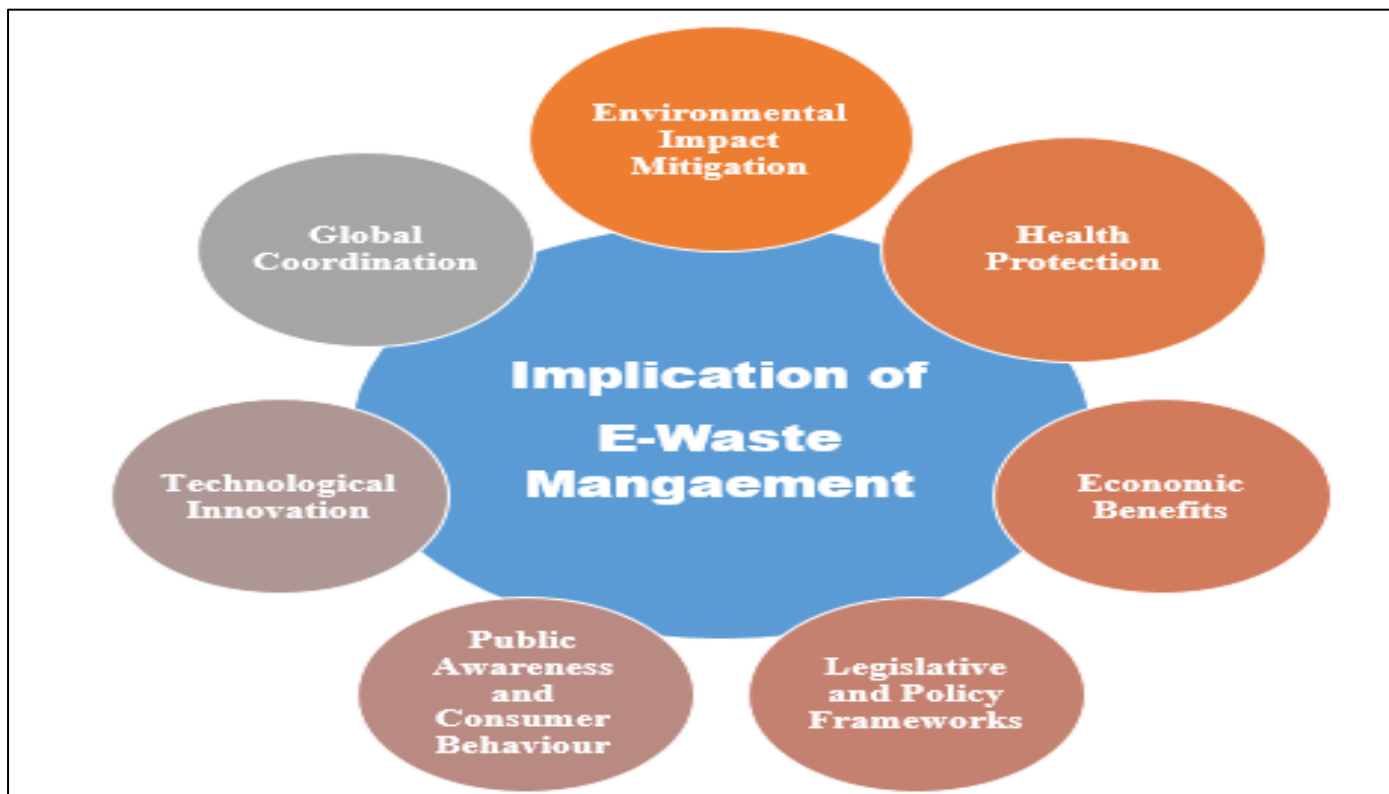 Environmental
Impact
Mitigation
Health
Protection
Economic
Benefits
Legislative
and Policy
Frameworks
Public
Awareness
and
Consumer
Behaviour
Technological
Innovation
Global
Coordination
Implication of
E-Waste
Mangaement